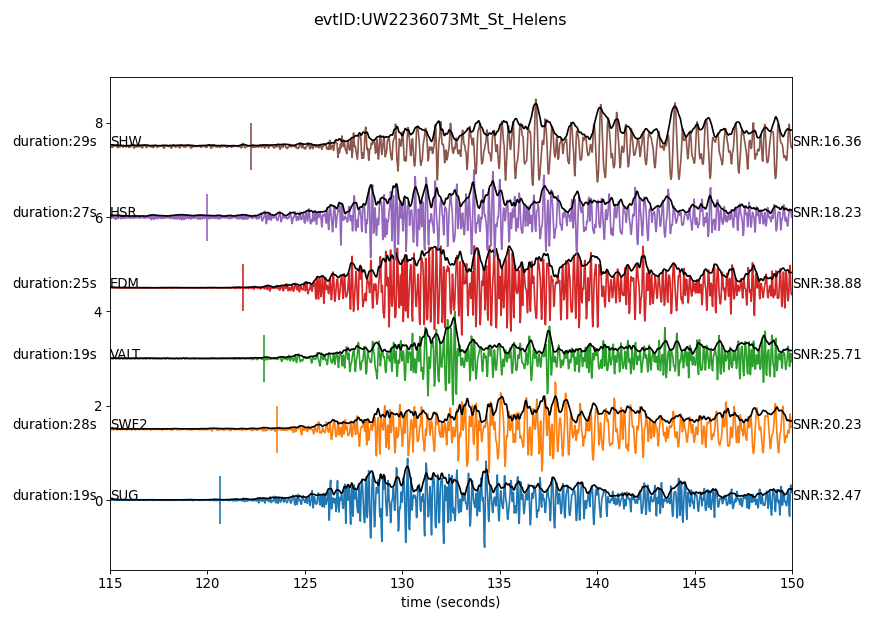 evtID:UW2236073Mt_St_Helens
8
duration:29s SHW SNR:16.36
duration:27s HSR SNR:18.23
6
duration:25s EDM SNR:38.88
4
duration:19s VALT SNR:25.71
2
duration:28s SWF2 SNR:20.23
duration:19s SUG SNR:32.47
0
115 120 125 130 135 140 145 150
time (seconds)